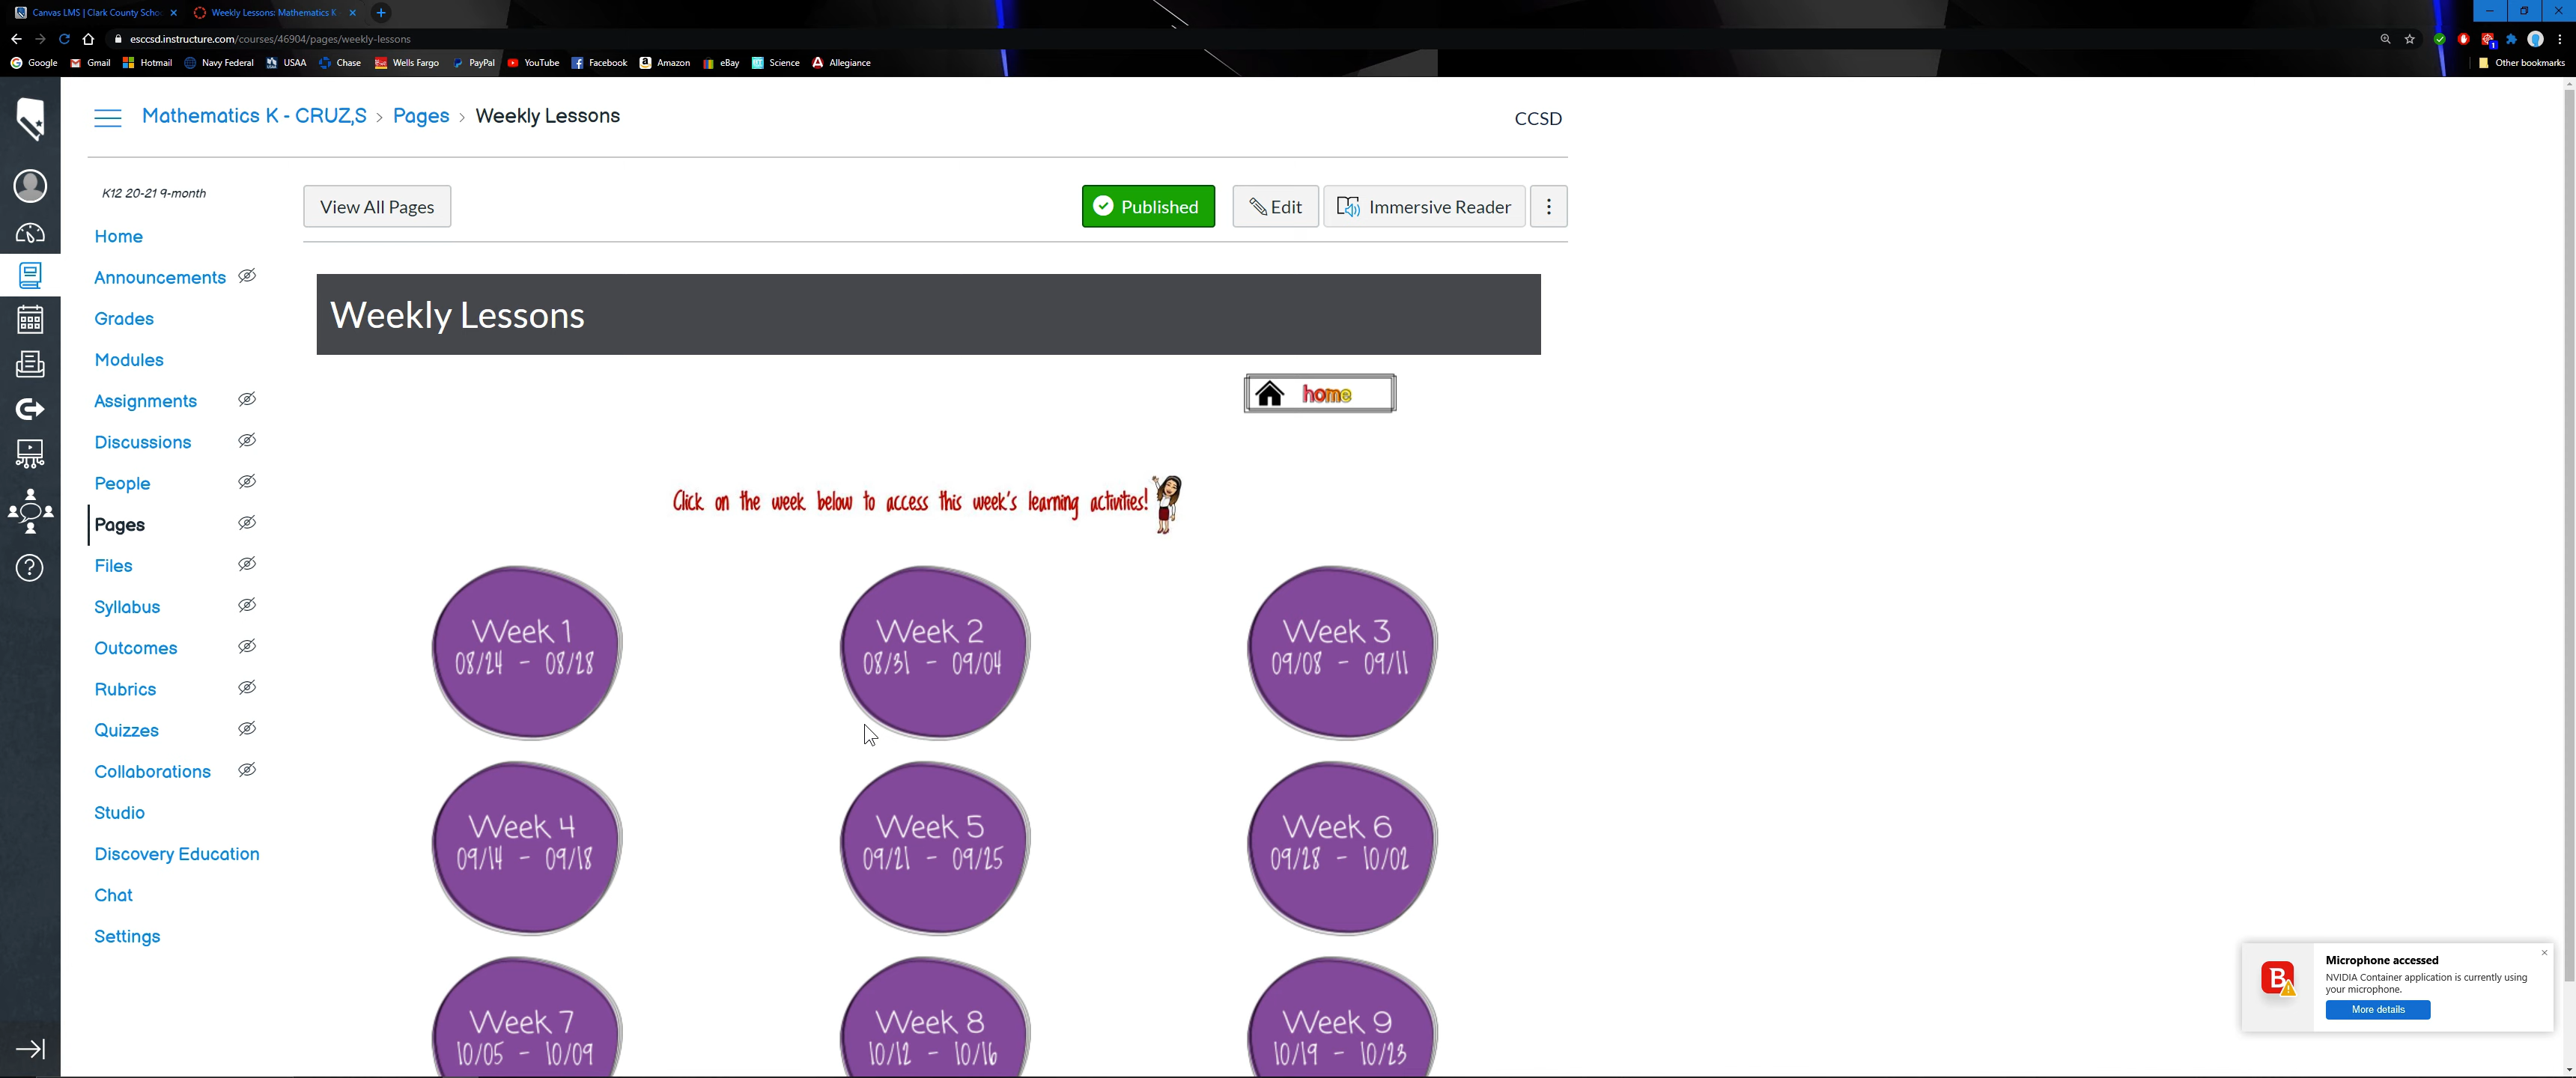 Canvas LMS | Clark County Scho
Weekly Lessons: Mathematics K
esccsd.instructure.com/courses/46904/pages/weekly-lessons
Google Gmail Hotmail Navy Federal USAA Chase Wells Fargo PayPal YouTube Facebook Amazon eBay Science Allegiance Other bookmarks
Mathematics K - CRUZ,S > Pages > Weekly Lessons
CCSD
K12 20-21 9-month
View All Pages
Published
Edit
Immersive Reader
Home
Announcements
Grades
Modules
Assignments
Discussions
People
Pages
Files
Syllabus
Outcomes
Rubrics
Quizzes
Collaborations
Studio
Discovery Education
Chat
Settings
Weekly Lessons
home
Click on the week below to access this week's learning activities!
Week 1
08/24 - 08/28
Week 2
08/31 - 09/04
Week 3
09/08 - 09/11
Week 4
09/14 - 09/18
Week 5
09/21 - 09/25
Week 6
09/28 - 10/02
Week 7
10/05 - 10/09
Week 8
10/12 - 10/16
Week 9
10/19 - 10/23
B
Microphone accessed
NVIDIA Container application is currently using
your microphone.
More details